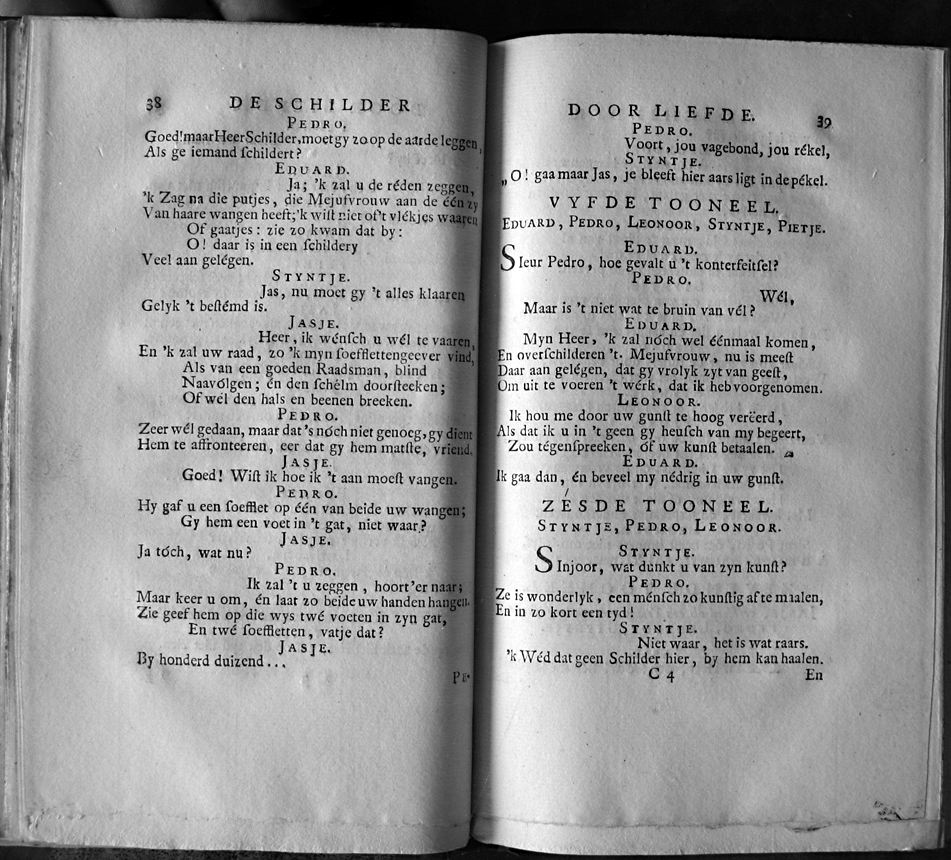 38 DE SCHILDER
PEDRO.
Goed! maar Heer Schilder, moet gy zo op de aarde leggen,
Als ge iemand ſchildert?
EDUARD.
Ja; 'k zal u de réden zeggen,
'k Zag na die putjes, die Mejufvrouw aan de één zy
Van haare wangen heeft; 'k wiſt niet of't vlékjes waaren
Of gaatjes: zie zo kwam dat by:
O! daar is in een ſchildery
Veel aan gelégen.
STYNTJE.
Jas, nu moet gy 't alles klaaren
Gelyk 't beſtémd is.
JASJE.
Heer, ik wénſch u wél te vaaren,
En 'k zal uw raad, zo 'k myn ſoefflettengeever vind,
Als van een goeden Raadsman, blind
Naavólgen; én den ſchèlm doorſteeken;
Of wél den hals en beenen breeken.
PEDRO.
Zeer wél gedaan, maar dat 's nóch niet genoeg, gy dient
Hem te affronteeren, eer dat gy hem matſte, vriend.
JASJE.
Goed! Wiſt ik hoe ik 't aan moeſt vangen.
PEDRO.
Hy gaf u een ſoefflet op één van beide uw wangen;
Gy hem een voet in 't gat, niet waar?
JASJE.
Ja tóch, wat nu?
PEDRO.
Ik zal 't u zeggen, hoort 'er naar;
Maar keer u om, én laat zo beide uw handen hangen.
Zie geef hem op die wys twé voeten in zyn gat,
En twé ſoeffletten, vatje dat?
JASJE.
By honderd duizend...
PE-
DOOR LIEFDE. 39
PEDRO.
Voort, jou vagebond, jou rékel,
STYNTJE.
„O! gaa maar Jas, je bleeft hier aars ligt in de pékel.
VYFDE TOONEEL.
EDUARD, PEDRO, LEONOOR, STYNTJE, PIETJE.
EDUARD.
SIeur Pedro, hoe gevalt u 't konterfeitſel?
PEDRO.
Wél,
Maar is 't niet wat te bruin van vél?
EDUARD.
Myn Heer, 'k zal nóch wel éénmaal komen,
En overſchilderen 't. Mejufvrouw, nu is meeſt
Daar aan gelégen, dat gy vrolyk zyt van geeſt,
Om uit te voeren 't wérk, dat ik heb voorgenomen.
LEONOOR.
Ik hou me door uw gunſt te hoog vereerd,
Als dat ik u in 't geen gy heuſch van my begeert,
Zou tégenſpreeken, óf uw kunſt betaalen.
EDUARD.
Ik gaa dan, én beveel my nédrig in uw gunſt.
ZÉSDE TOONEEL.
STYNTJE, PEDRO, LEONOOR.
STYNTJE.
SInjoor, wat dunkt u van zyn kunſt?
PEDRO.
Ze is wonderlyk, een ménſch zo kunſtig af te maalen,
En in zo kort een tyd!
STYNTJE.
Niet waar, het is wat raars.
'k Wéd dat geen Schilder hier, by hem kan haalen.
C 4 En